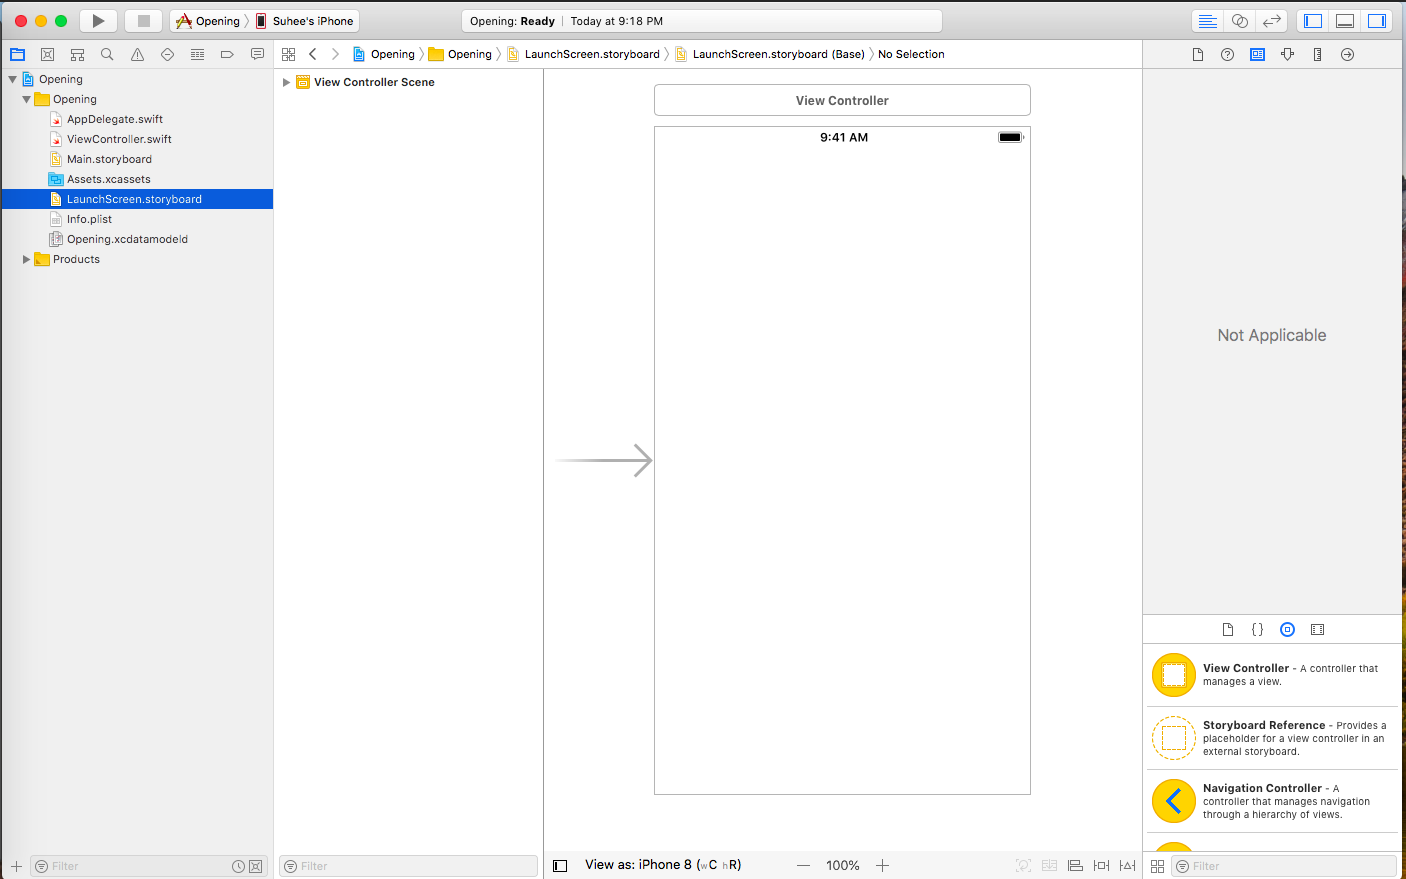 Opening
Suhee's iPhone
Opening: Ready | Today at 9:18 PM
Opening
Opening
LaunchScreen.storyboard
LaunchScreen.storyboard (Base)
No Selection
Opening
Opening
AppDelegate.swift
ViewController.swift
Main.storyboard
Assets.xcassets
LaunchScreen.storyboard
Info.plist
Opening.xcdatamodeld
Products
Filter
View Controller Scene
Filter
View Controller
9:41 AM
View as: iPhone 8 (wC hR)
100%
Not Applicable
{}
View Controller - A controller that
manages a view.
Storyboard Reference - Provides a
placeholder for a view controller in an
external storyboard.
Navigation Controller - A
controller that manages navigation
through a hierarchy of views.
Filter